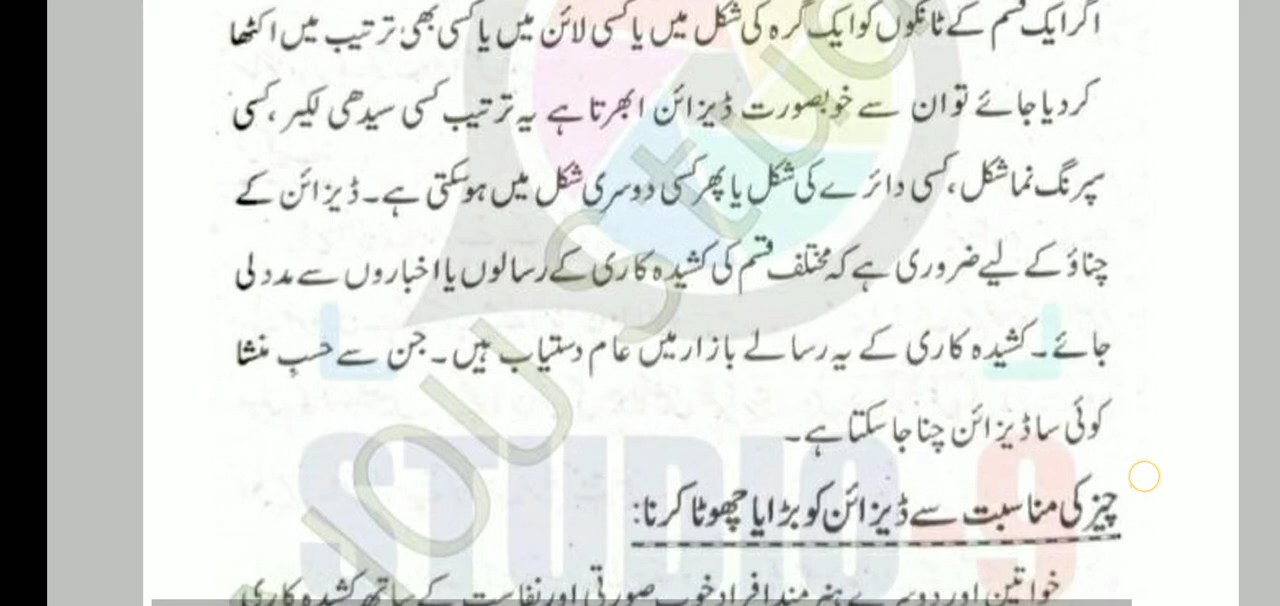 اگر ایک قسم کے ٹانکوں کو ایک گرہ کی شکل میں یا کسی لائن میں یا کسی بھی ترتیب میں اکٹھا
کر دیا جائے تو ان سے خوبصورت ڈیزائن ابھرتا ہے یہ ترتیب کسی سیدھی لکیر، کسی
سپرنگ نما شکل، کسی دائرے کی شکل یا پھر کسی دوسری شکل میں ہو سکتی ہے۔ ڈیزائن کے
چناؤ کے لیے ضروری ہے کہ مختلف قسم کی کشیدہ کاری کے رسالوں یا اخباروں سے مدد لی
جائے۔ کشیدہ کاری کے یہ رسالے بازار میں عام دستیاب ہیں۔ جن سے حسبِ منشا
کوئی سا ڈیزائن چنا جا سکتا ہے۔
STUDIO 9
چیز کی مناسبت سے ڈیزائن کو بڑا یا چھوٹا کرنا:
خواتین اور دوسرے ہنر مند افراد خوب صورتی اور نفاست کے ساتھ کشیدہ کاری